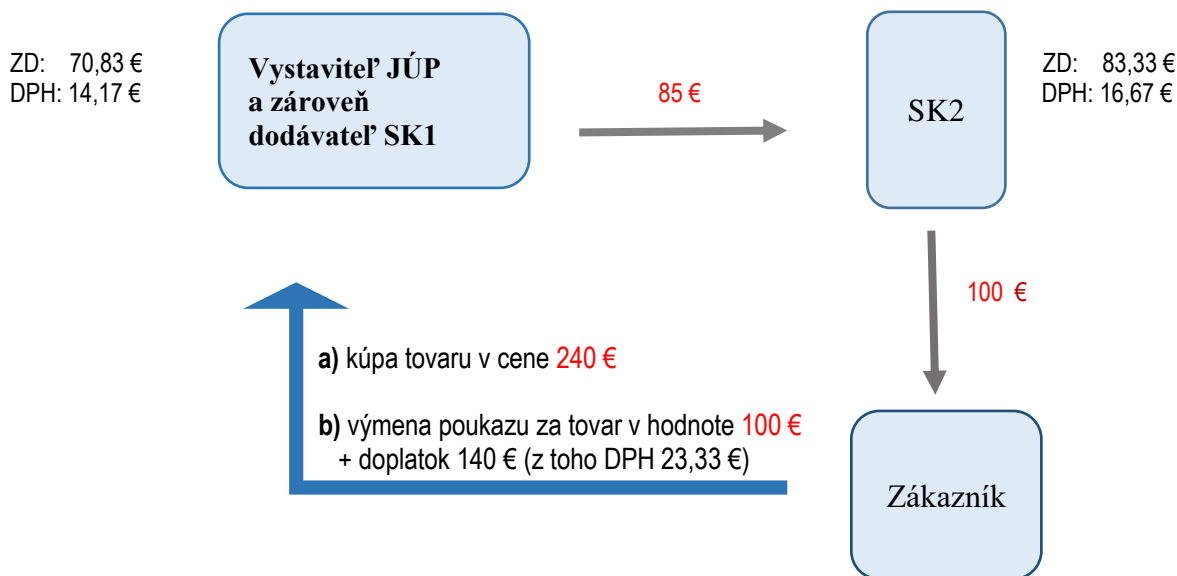 ZD: 70,83 €
DPH: 14,17 €
Vystaviteľ JÚP
a zároveň
dodávateľ SK1
85 €
SK2
ZD: 83,33 €
DPH: 16,67 €
100 €
a) kúpa tovaru v cene 240 €
b) výmena poukazu za tovar v hodnote 100 €
+ doplatok 140 € (z toho DPH 23,33 €)
Zákazník